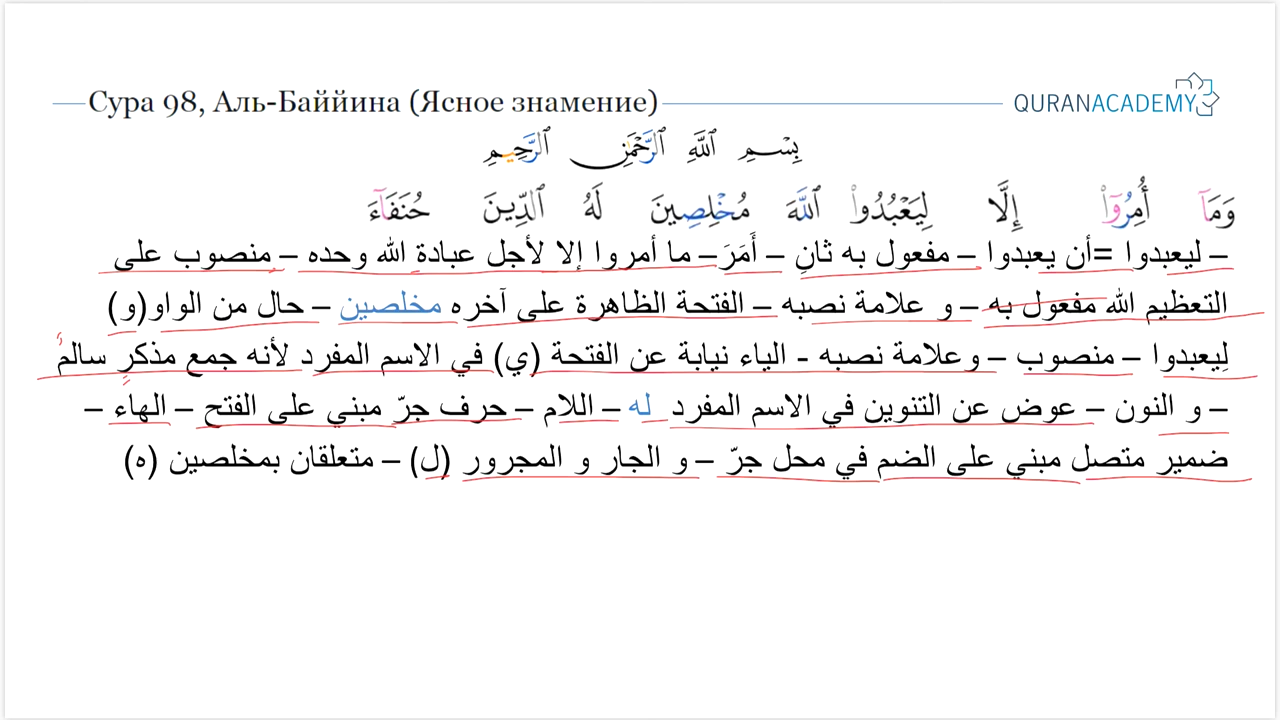 Сура 98, Аль-Баййина (Ясное знамение)
QURANACADEMY
بِسْمِ ٱللَّهِ ٱلرَّحْمَٰنِ ٱلرَّحِيمِ
وَمَآ أُمِرُوٓا۟ إِلَّا لِيَعْبُدُوا۟ ٱللَّهَ مُخْلِصِينَ لَهُ ٱلدِّينَ حُنَفَآءَ
– ليعبدوا =أن يعبدوا – مفعول به ثانِ – أَمَرَ – ما أمروا إلا لأجل عبادة الله وحده – منصوب على
التعظيم الله مفعول به – و علامة نصبه – الفتحة الظاهرة على آخره مخلصين – حال من الواو(و)
لِيعبدوا – منصوب – وعلامة نصبه - الياء نيابة عن الفتحة (ي) في الاسم المفرد لأنه جمع مذكرٍ سالمٌ
– و النون – عوض عن التنوين في الاسم المفرد له – اللام – حرف جرّ مبني على الفتح – الهاء –
ضمير متصل مبني على الضم في محل جرّ – و الجار و المجرور (ل) – متعلقان بمخلصين (ه)